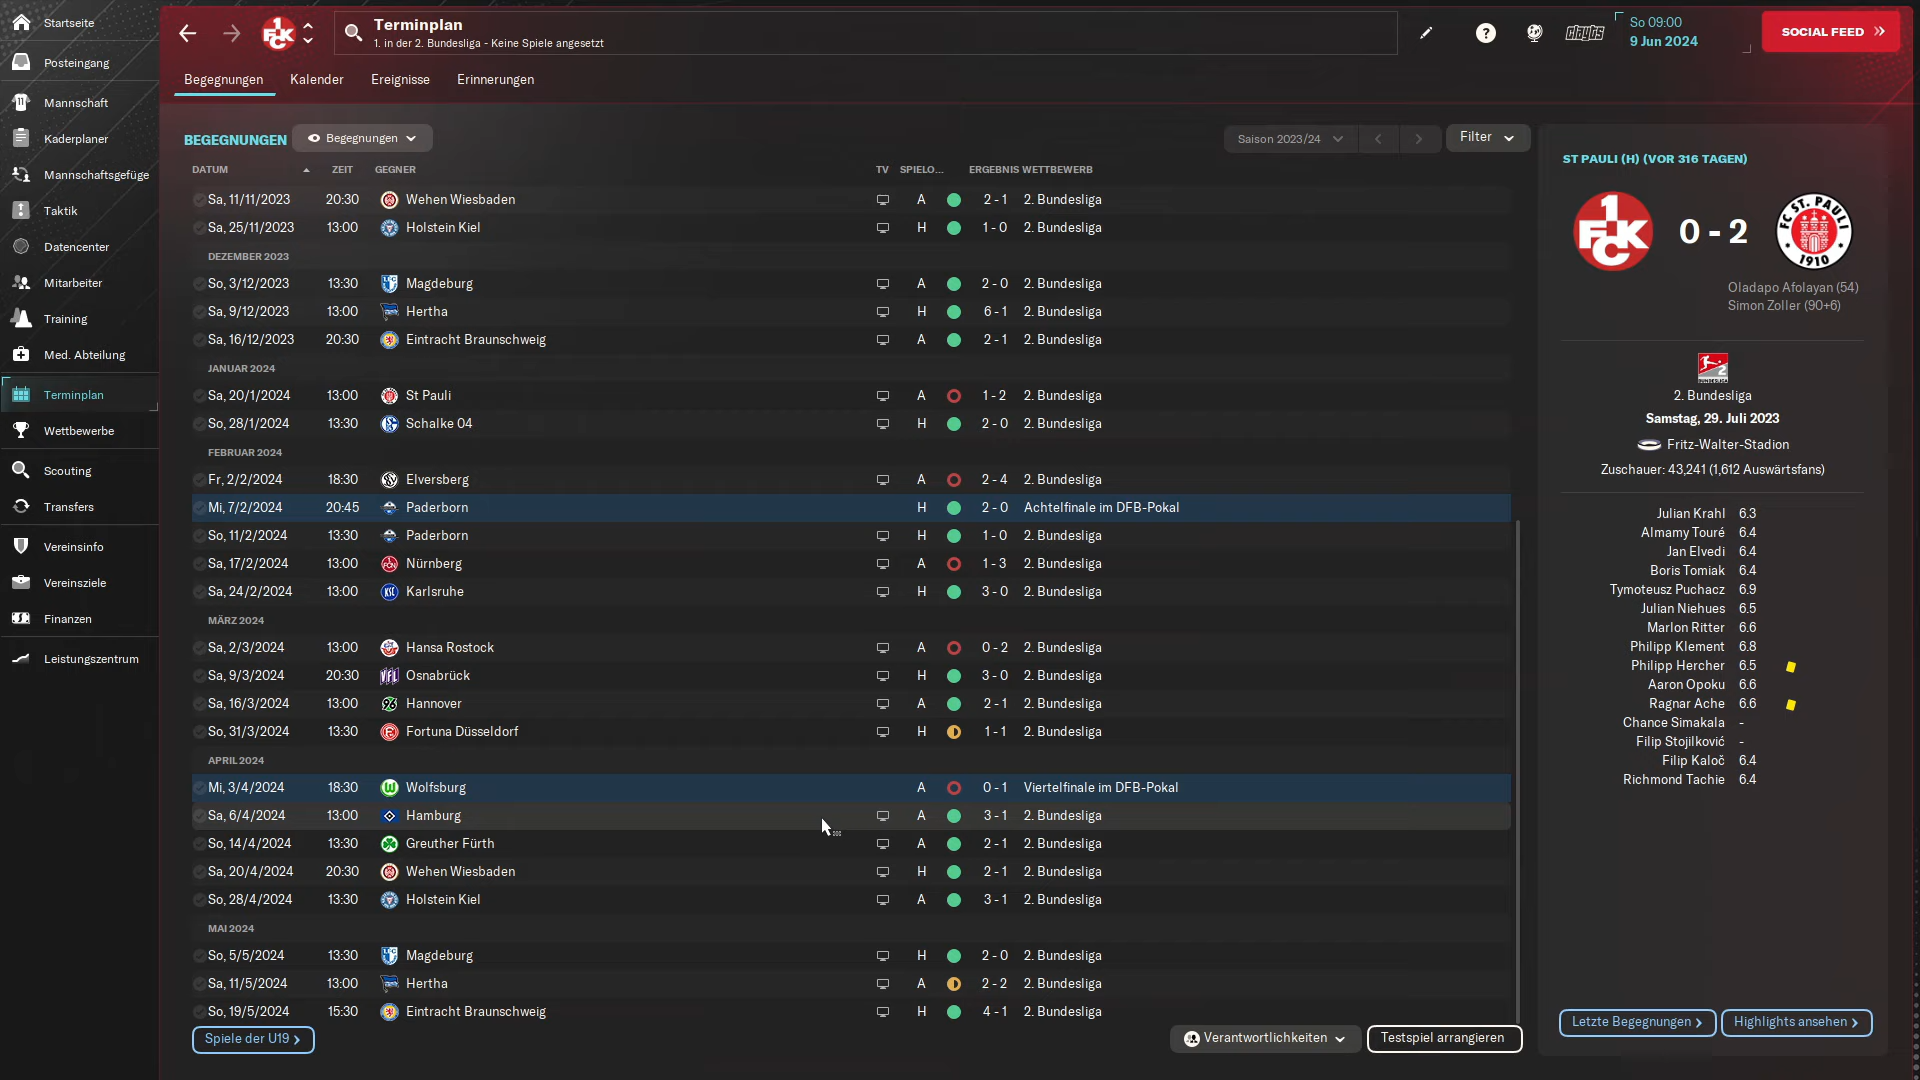 Startseite
Posteingang
Mannschaft
Kaderplaner
Mannschaftsgefüge
Taktik
Datencenter
Mitarbeiter
Training
Med. Abteilung
Terminplan
Wettbewerbe
Scouting
Transfers
Vereinsinfo
Vereinsziele
Finanzen
Leistungszentrum
Terminplan
1. in der 2. Bundesliga - Keine Spiele angesetzt
So 09:00
9 Jun 2024
SOCIAL FEED
Begegnungen Kalender Ereignisse Erinnerungen
BEGEGNUNGEN Begegnungen Saison 2023/24 Filter
DATUM ZEIT GEGNER TV SPIELO... ERGEBNIS WETTBEWERB
Sa, 11/11/2023 20:30 Wehen Wiesbaden A 2 - 1 2. Bundesliga
Sa, 25/11/2023 13:00 Holstein Kiel H 1 - 0 2. Bundesliga
DEZEMBER 2023
So, 3/12/2023 13:30 Magdeburg A 2 - 0 2. Bundesliga
Sa, 9/12/2023 13:00 Hertha H 6 - 1 2. Bundesliga
Sa, 16/12/2023 20:30 Eintracht Braunschweig A 2 - 1 2. Bundesliga
JANUAR 2024
Sa, 20/1/2024 13:00 St Pauli A 1 - 2 2. Bundesliga
So, 28/1/2024 13:30 Schalke 04 H 2 - 0 2. Bundesliga
FEBRUAR 2024
Fr, 2/2/2024 18:30 Elversberg A 2 - 4 2. Bundesliga
Mi, 7/2/2024 20:45 Paderborn H 2 - 0 Achtelfinale im DFB-Pokal
So, 11/2/2024 13:30 Paderborn H 1 - 0 2. Bundesliga
Sa, 17/2/2024 13:00 Nürnberg A 1 - 3 2. Bundesliga
Sa, 24/2/2024 13:00 Karlsruhe H 3 - 0 2. Bundesliga
MÄRZ 2024
Sa, 2/3/2024 13:00 Hansa Rostock A 0 - 2 2. Bundesliga
Sa, 9/3/2024 20:30 Osnabrück H 3 - 0 2. Bundesliga
Sa, 16/3/2024 13:00 Hannover A 2 - 1 2. Bundesliga
So, 31/3/2024 13:30 Fortuna Düsseldorf H 1 - 1 2. Bundesliga
APRIL 2024
Mi, 3/4/2024 18:30 Wolfsburg A 0 - 1 Viertelfinale im DFB-Pokal
Sa, 6/4/2024 13:00 Hamburg A 3 - 1 2. Bundesliga
So, 14/4/2024 13:30 Greuther Fürth A 2 - 1 2. Bundesliga
Sa, 20/4/2024 20:30 Wehen Wiesbaden H 2 - 1 2. Bundesliga
So, 28/4/2024 13:30 Holstein Kiel A 3 - 1 2. Bundesliga
MAI 2024
So, 5/5/2024 13:30 Magdeburg H 2 - 0 2. Bundesliga
Sa, 11/5/2024 13:00 Hertha A 2 - 2 2. Bundesliga
So, 19/5/2024 15:30 Eintracht Braunschweig H 4 - 1 2. Bundesliga
Spiele der U19 Verantwortlichkeiten Testspiel arrangieren
ST PAULI (H) (VOR 316 TAGEN)
1 FCK 0 - 2 FC ST. PAULI 1910
Oladapo Afolayan (54)
Simon Zoller (90+6)
2. Bundesliga
Samstag, 29. Juli 2023
Fritz-Walter-Stadion
Zuschauer: 43,241 (1,612 Auswärtsfans)
Julian Krahl 6.3
Almamy Touré 6.4
Jan Elvedi 6.4
Boris Tomiak 6.4
Tymoteusz Puchacz 6.9
Julian Niehues 6.5
Marlon Ritter 6.6
Philipp Klement 6.8
Philipp Hercher 6.5
Aaron Opoku 6.6
Ragnar Ache 6.6
Chance Simakala -
Filip Stojilković -
Filip Kaloč 6.4
Richmond Tachie 6.4
Letzte Begegnungen Highlights ansehen